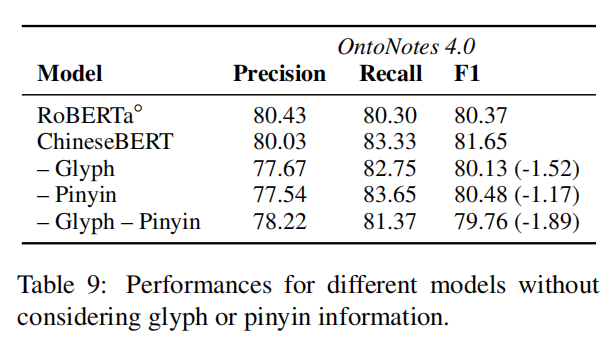 OntoNotes 4.0
Model Precision Recall F1
RoBERTa° 80.43 80.30 80.37
ChineseBERT 80.03 83.33 81.65
– Glyph 77.67 82.75 80.13 (-1.52)
– Pinyin 77.54 83.65 80.48 (-1.17)
– Glyph – Pinyin 78.22 81.37 79.76 (-1.89)
Table 9: Performances for different models without
considering glyph or pinyin information.